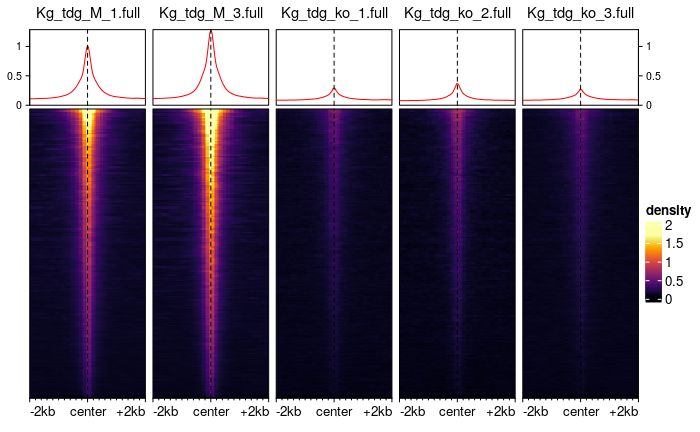 Kg_tdg_M_1.full Kg_tdg_M_3.full Kg_tdg_ko_1.full Kg_tdg_ko_2.full Kg_tdg_ko_3.full
1 1
0.5 0.5
0 0
density
2
1.5
1
0.5
0
-2kb center +2kb -2kb center +2kb -2kb center +2kb -2kb center +2kb -2kb center +2kb